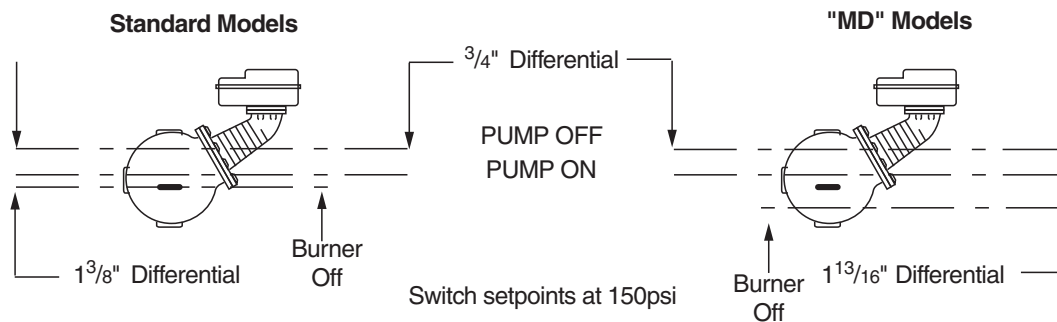 Standard Models
"MD" Models
3/4" Differential
PUMP OFF
PUMP ON
Burner
Off
1 3/8" Differential
Burner
Off
1 13/16" Differential
Switch setpoints at 150psi